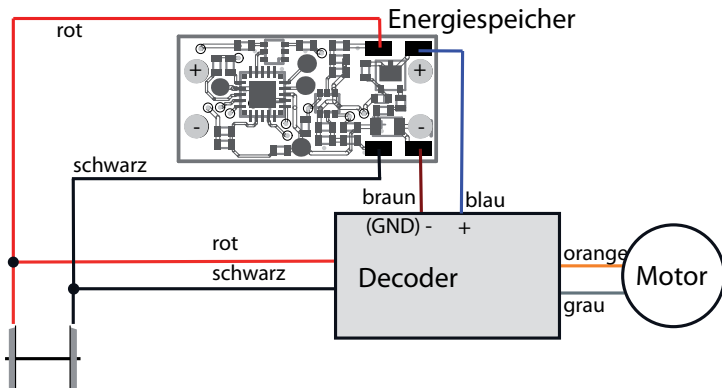 Energiespeicher
rot
+ +
- -
schwarz
braun blau
(GND) - +
rot
schwarz
Decoder
orange
grau
Motor